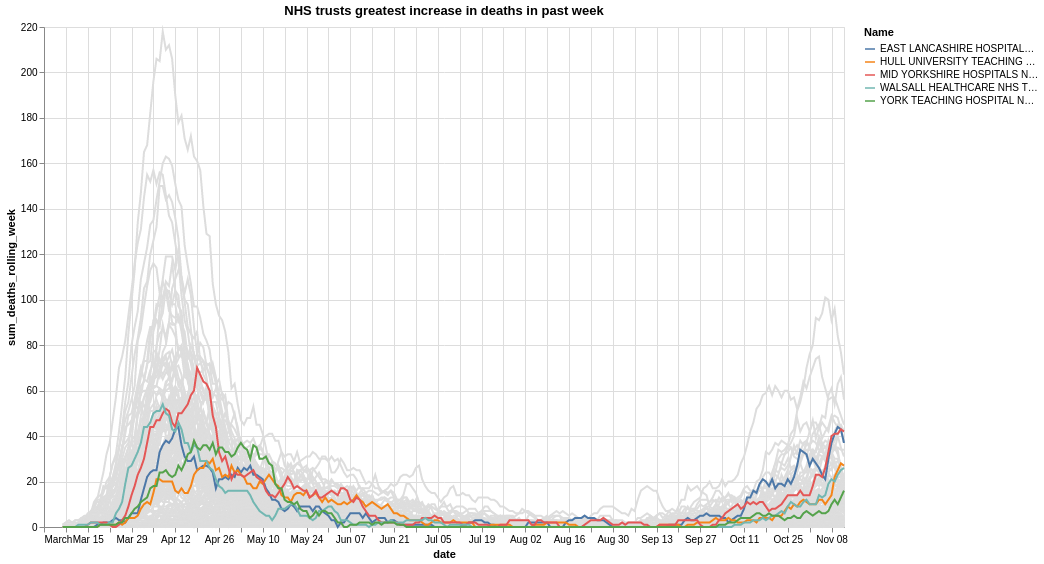 NHS trusts greatest increase in deaths in past week
220
200
180
160
140
120
100
80
60
40
20
0
sum_deaths_rolling_week
March Mar 15 Mar 29 Apr 12 Apr 26 May 10 May 24 Jun 07 Jun 21 Jul 05 Jul 19 Aug 02 Aug 16 Aug 30 Sep 13 Sep 27 Oct 11 Oct 25 Nov 08
date
Name
EAST LANCASHIRE HOSPITAL…
HULL UNIVERSITY TEACHING …
MID YORKSHIRE HOSPITALS N…
WALSALL HEALTHCARE NHS T…
YORK TEACHING HOSPITAL N…